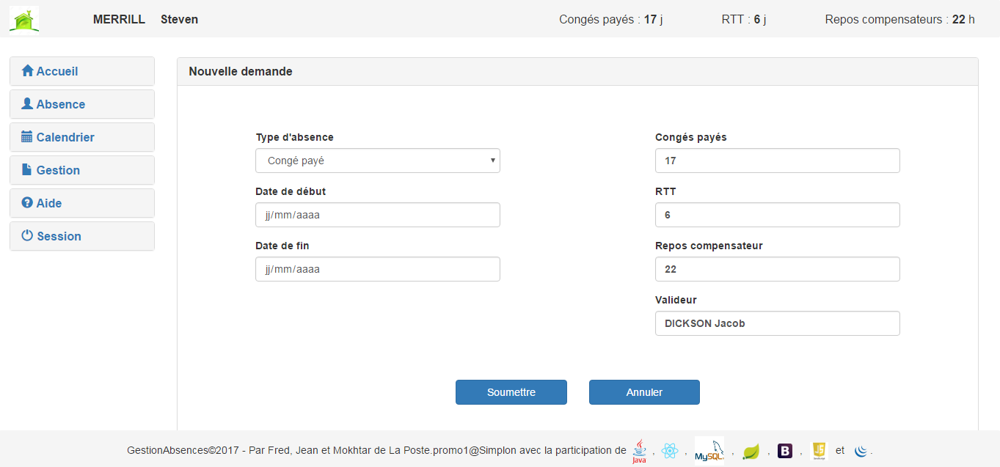 MERRILL Steven Congés payés : 17 j RTT : 6 j Repos compensateurs : 22 h
Accueil
Absence
Calendrier
Gestion
Aide
Session
Nouvelle demande
Type d'absence
Congé payé
Date de début
jj/mm/aaaa
Date de fin
jj/mm/aaaa
Congés payés
17
RTT
6
Repos compensateur
22
Valideur
DICKSON Jacob
Soumettre Annuler
GestionAbsences©2017 - Par Fred, Jean et Mokhtar de La Poste.promo1@Simplon avec la participation de Java , , MySQL , , B , et .